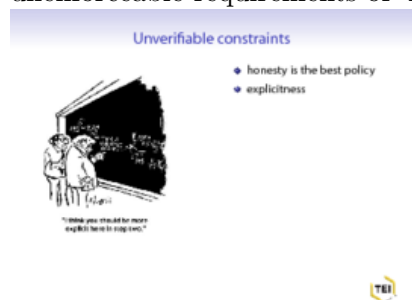 Unverifiable constraints
honesty is the best policy
explicitness
"I think you should be more
explicit here in step two."
TEI